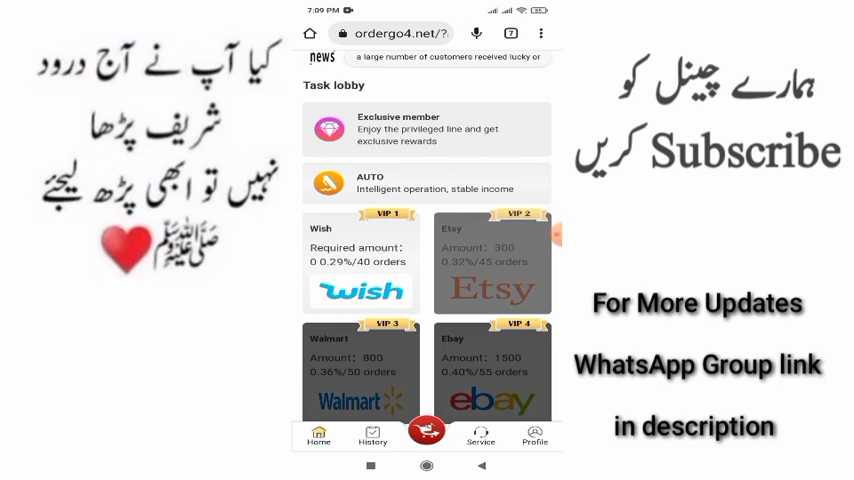 کیا آپ نے آج درود
شریف پڑھا
نہیں تو ابھی پڑھ لیجئے
ﷺ
7:09 PM
66
ordergo4.net/?
7
news
a large number of customers received lucky or
Task lobby
Exclusive member
Enjoy the privileged line and get
exclusive rewards
AUTO
Intelligent operation, stable income
VIP 1
Wish
Required amount:
0 0.29%/40 orders
wish
VIP 2
Etsy
Amount: 300
0.32%/45 orders
Etsy
VIP 3
Walmart
Amount: 800
0.36%/50 orders
Walmart
VIP 4
Ebay
Amount: 1500
0.40%/55 orders
ebay
Home
History
Service
Profile
ہمارے چینل کو
Subscribe کریں
For More Updates
WhatsApp Group link
in description